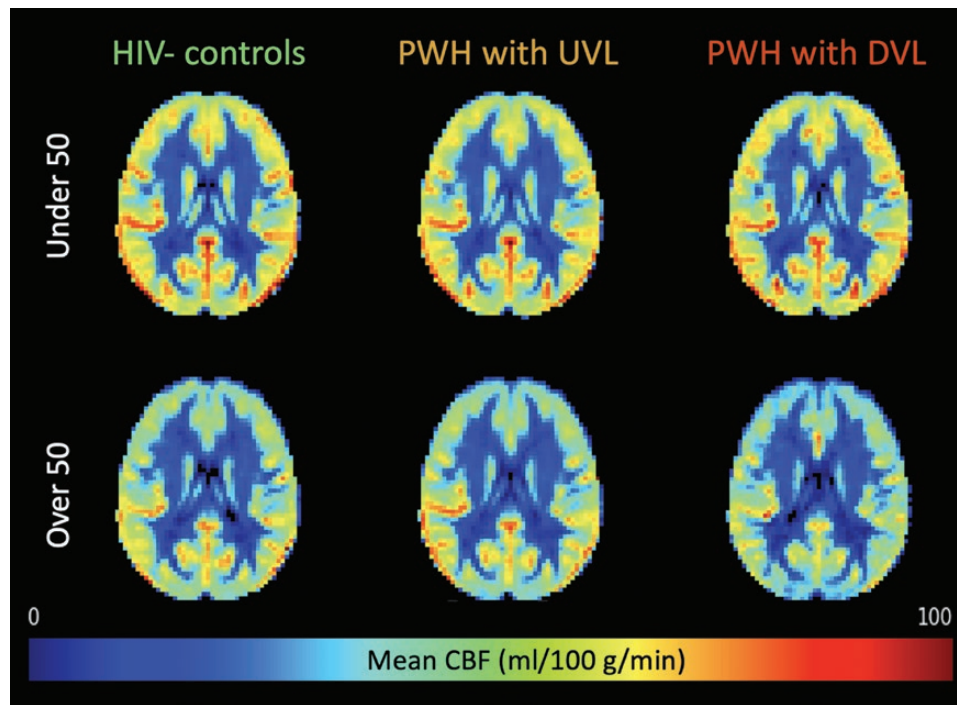 HIV- controls
PWH with UVL
PWH with DVL
Under 50
Over 50
0
100
Mean CBF (ml/100 g/min)